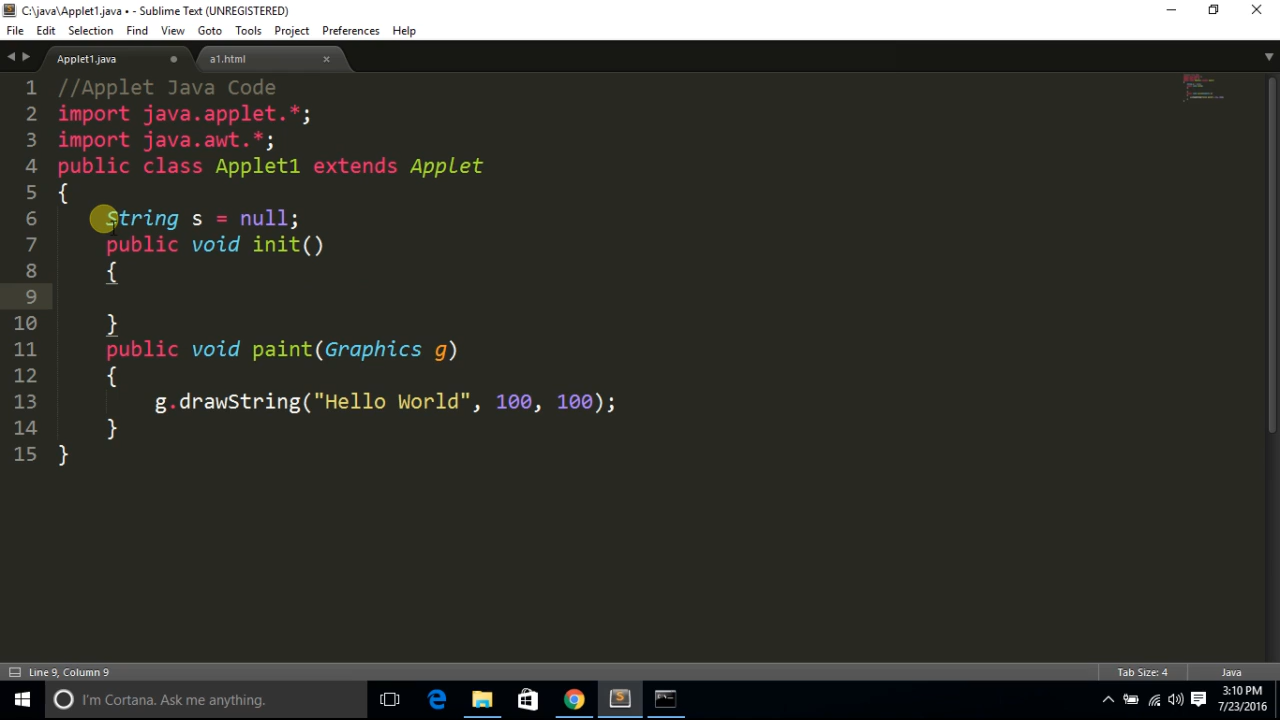 C:\java\Applet1.java • - Sublime Text (UNREGISTERED)
File Edit Selection Find View Goto Tools Project Preferences Help
Applet1.java a1.html
1 //Applet Java Code
2 import java.applet.*;
3 import java.awt.*;
4 public class Applet1 extends Applet
5 {
6 String s = null;
7 public void init()
8 {
9
10 }
11 public void paint(Graphics g)
12 {
13 g.drawString("Hello World", 100, 100);
14 }
15 }
Line 9, Column 9 Tab Size: 4 Java
I'm Cortana. Ask me anything. 3:10 PM
7/23/2016